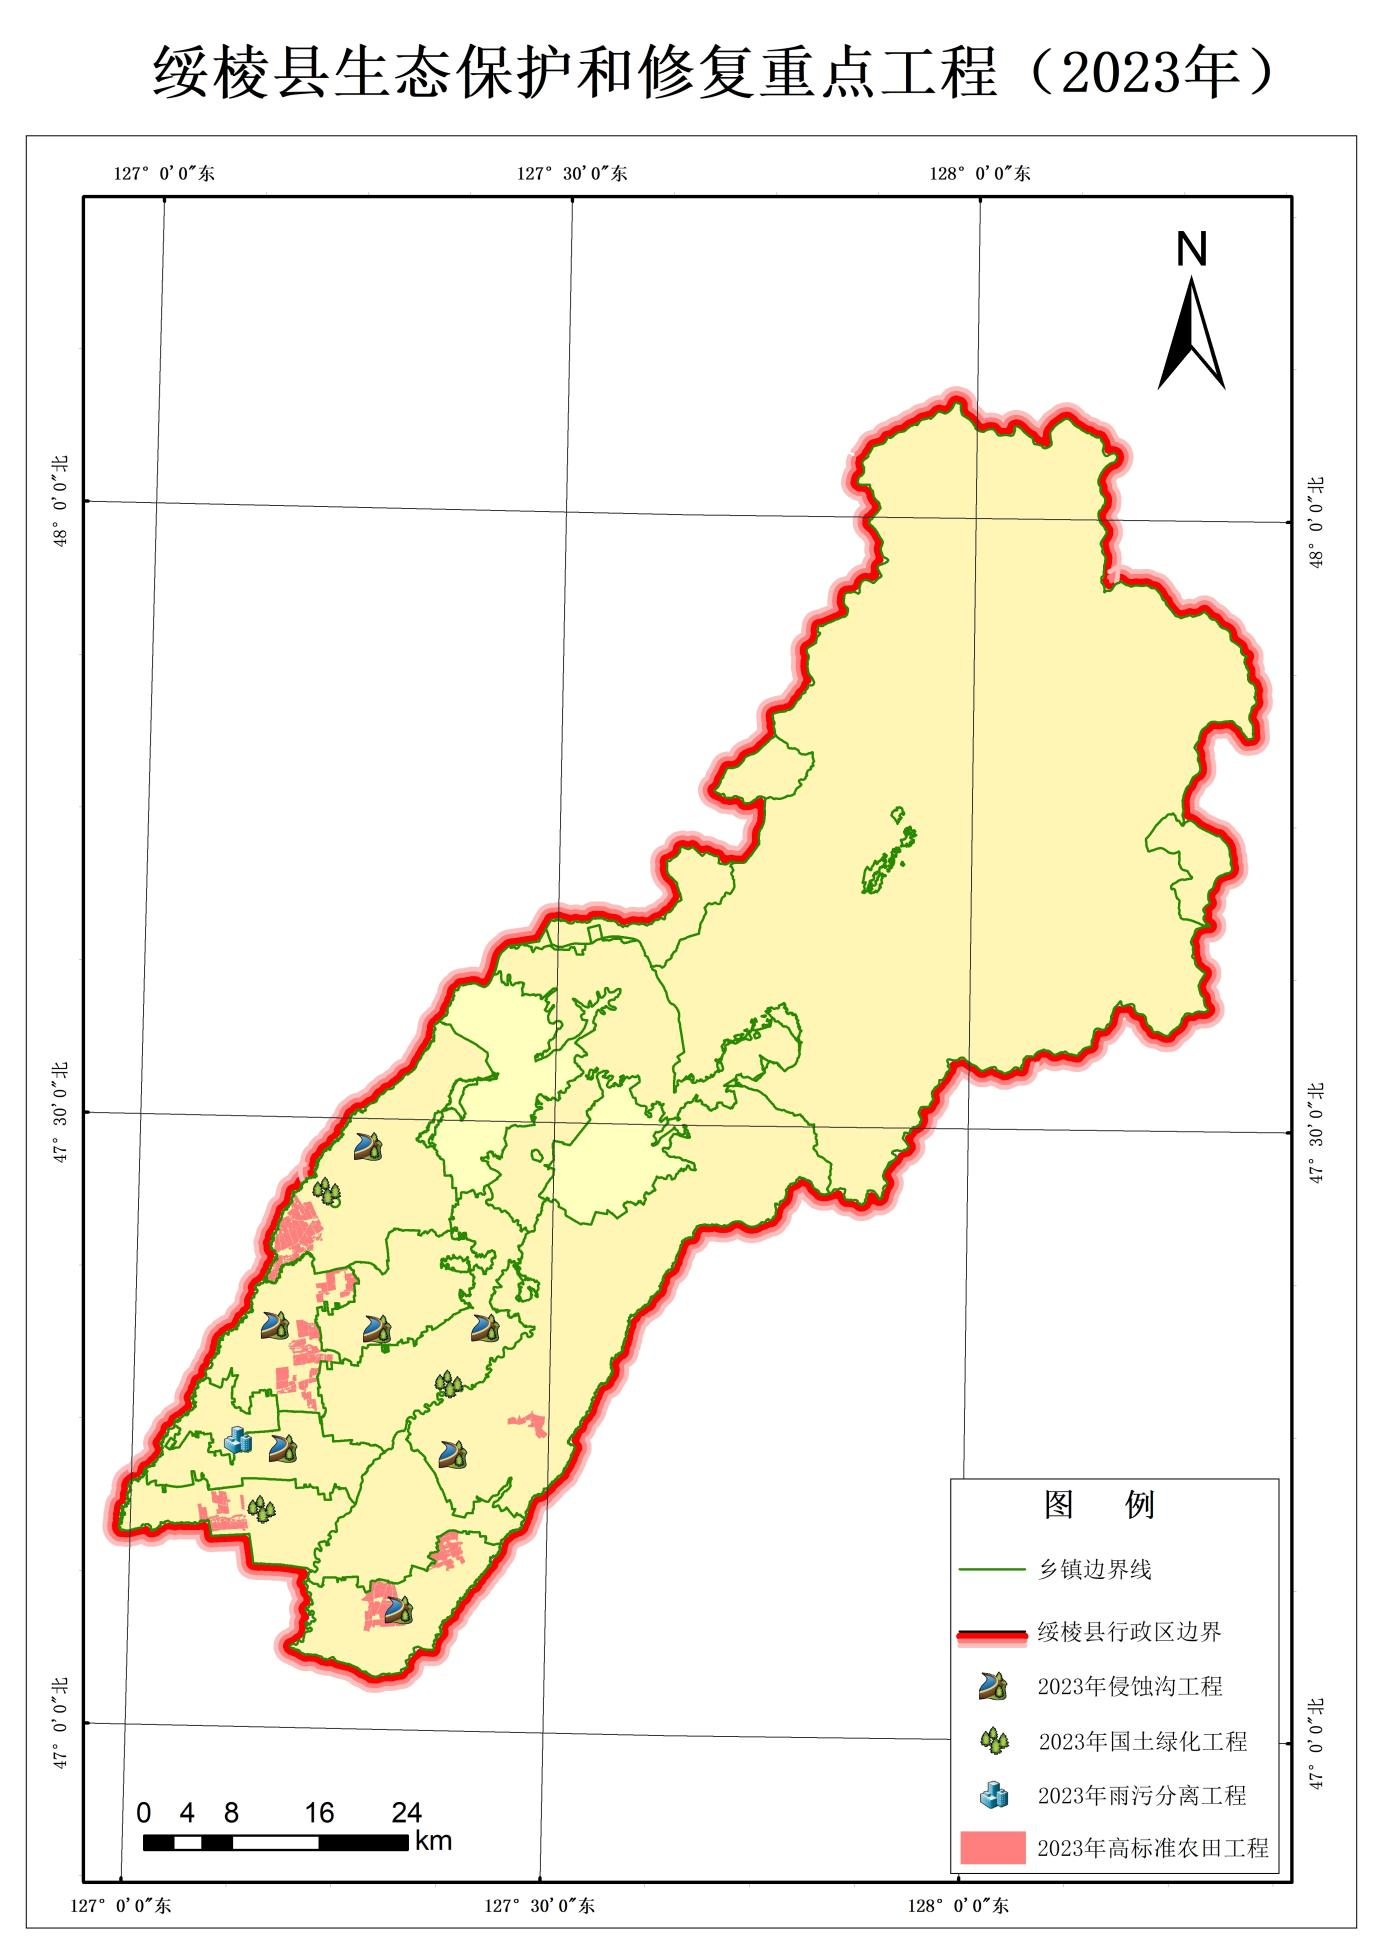 绥棱县生态保护和修复重点工程（2023年）
127° 0'0"东
127° 30'0"东
128° 0'0"东
N
48° 0'0"北
48° 0'0"北
47° 30'0"北
47° 30'0"北
图 例
乡镇边界线
绥棱县行政区边界
2023年侵蚀沟工程
2023年国土绿化工程
2023年雨污分离工程
2023年高标准农田工程
47° 0'0"北
47° 0'0"北
0 4 8 16 24
km
127° 0'0"东
127° 30'0"东
128° 0'0"东